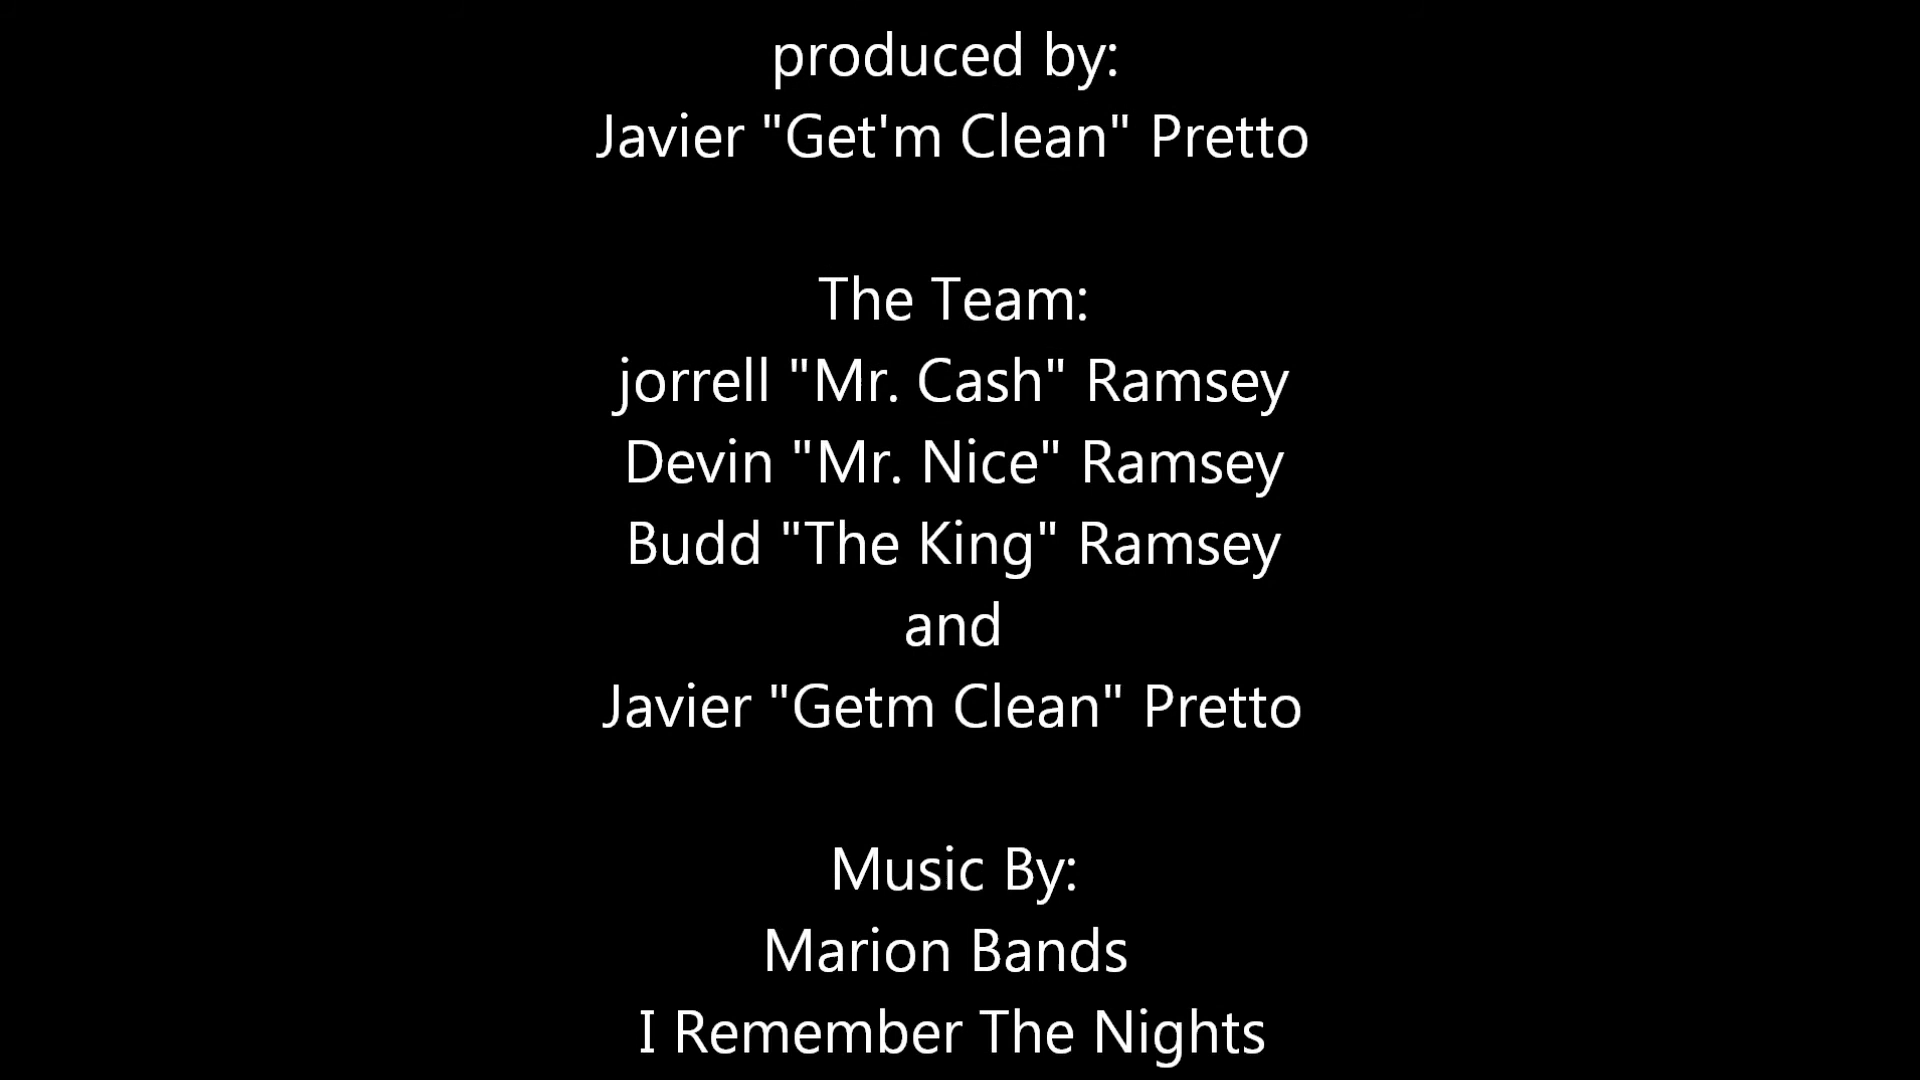 produced by:
Javier "Get'm Clean" Pretto
The Team:
jorrell "Mr. Cash" Ramsey
Devin "Mr. Nice" Ramsey
Budd "The King" Ramsey
and
Javier "Getm Clean" Pretto
Music By:
Marion Bands
I Remember The Nights